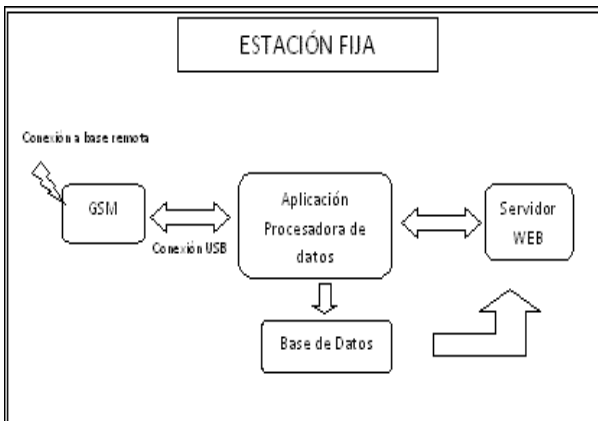 ESTACIÓN FIJA
Conexión a base remota
GSM
Conexión USB
Aplicación
Procesadora de
datos
Servidor
WEB
Base de Datos